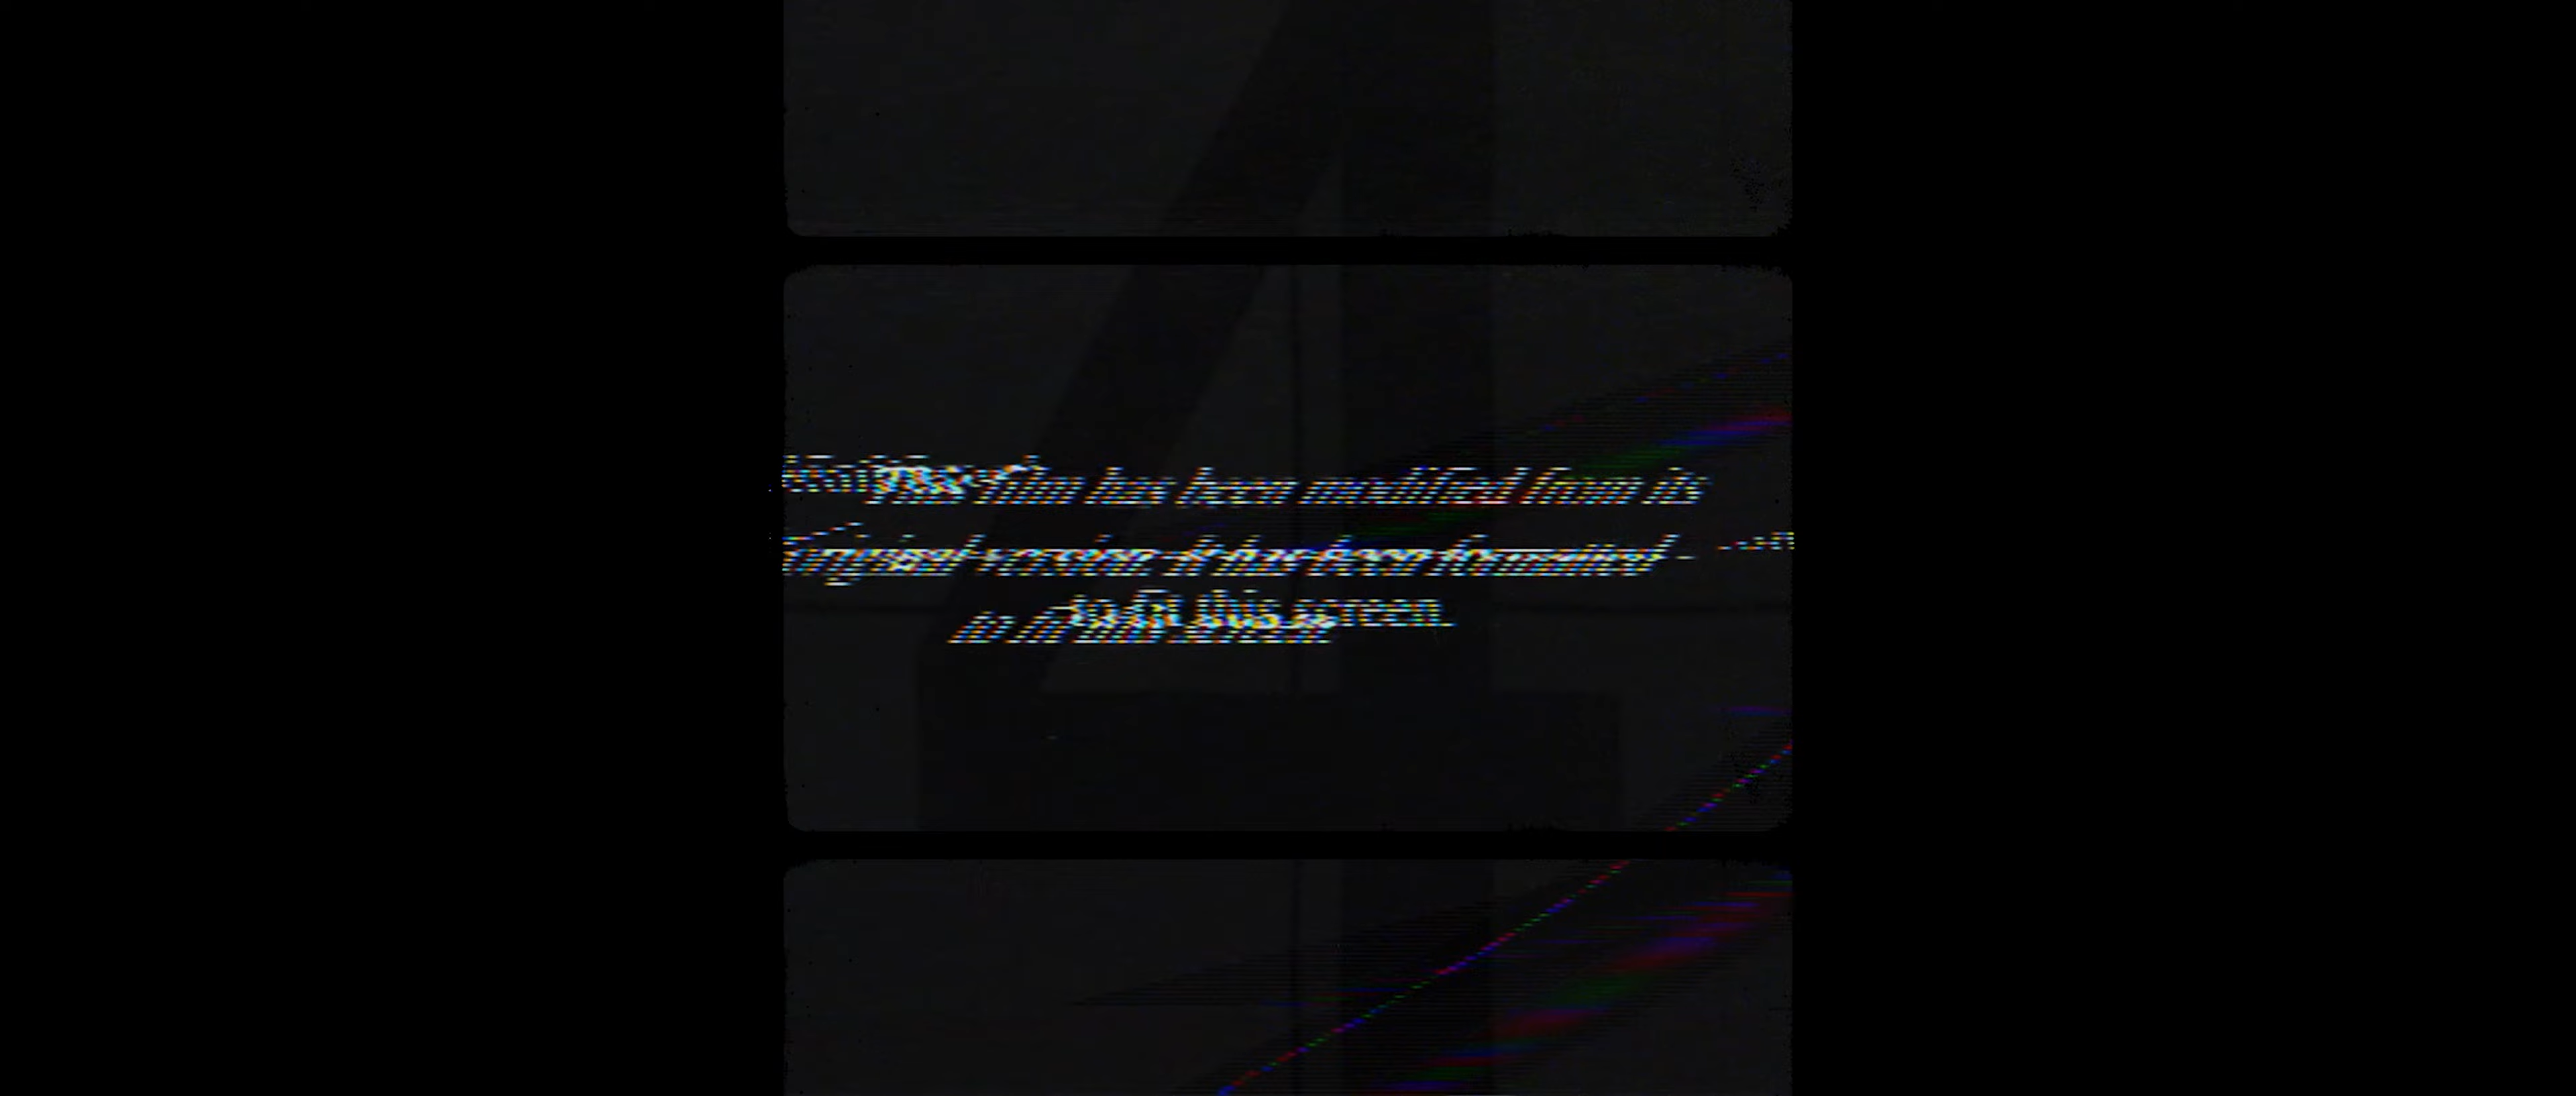 This film has been modified from its
original version. It has been formatted
to fit this screen.